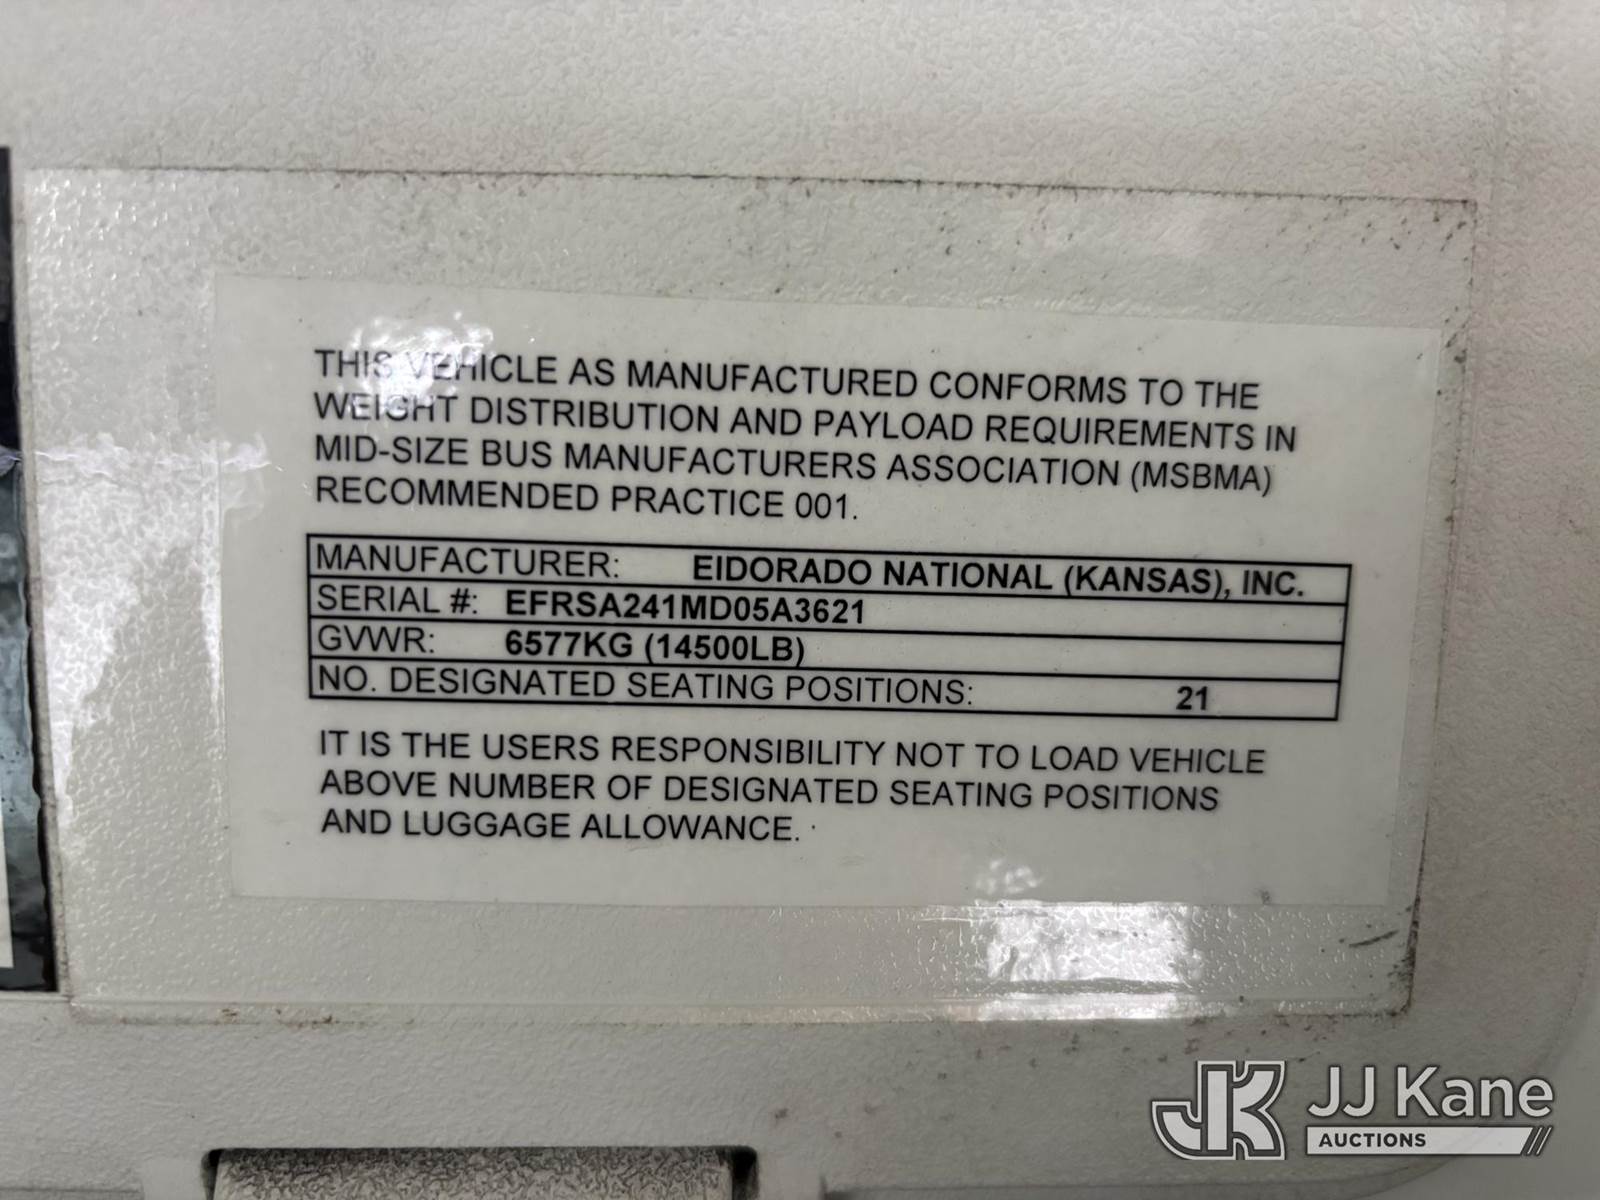 THIS VEHICLE AS MANUFACTURED CONFORMS TO THE
WEIGHT DISTRIBUTION AND PAYLOAD REQUIREMENTS IN
MID-SIZE BUS MANUFACTURERS ASSOCIATION (MSBMA)
RECOMMENDED PRACTICE 001.
MANUFACTURER: EIDORADO NATIONAL (KANSAS), INC.
SERIAL #: EFRSA241MD05A3621
GVWR: 6577KG (14500LB)
NO. DESIGNATED SEATING POSITIONS: 21
IT IS THE USERS RESPONSIBILITY NOT TO LOAD VEHICLE
ABOVE NUMBER OF DESIGNATED SEATING POSITIONS
AND LUGGAGE ALLOWANCE.
JK JJ Kane
AUCTIONS